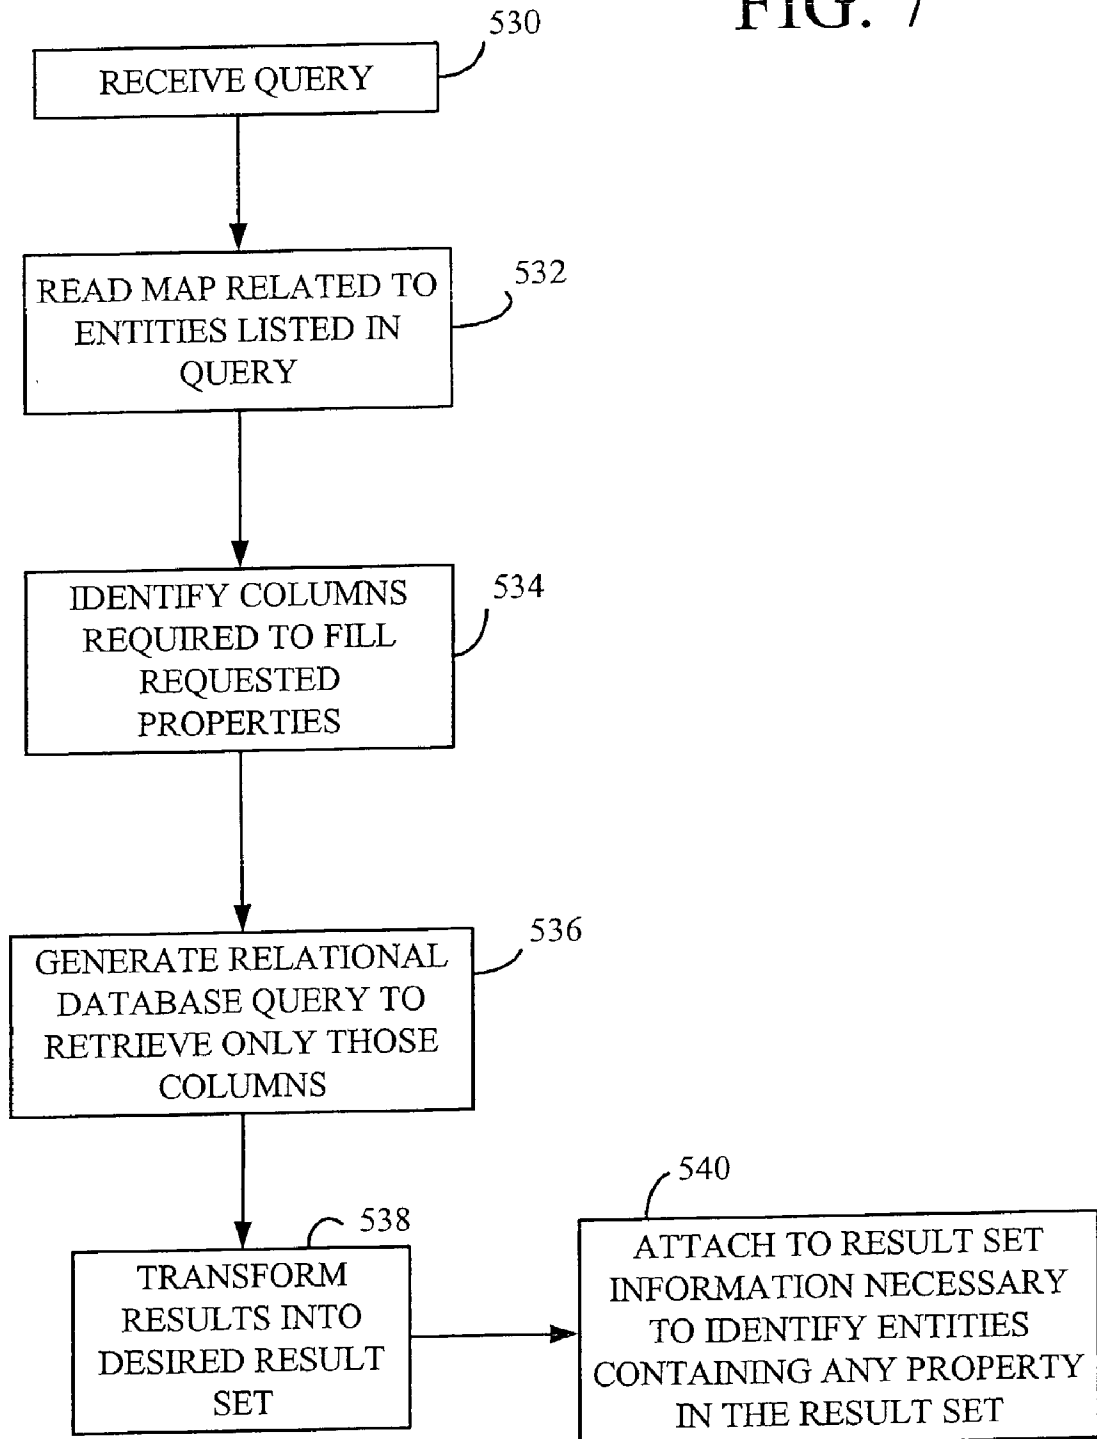 FIG. 7
530
RECEIVE QUERY
532
READ MAP RELATED TO
ENTITIES LISTED IN
QUERY
534
IDENTIFY COLUMNS
REQUIRED TO FILL
REQUESTED
PROPERTIES
536
GENERATE RELATIONAL
DATABASE QUERY TO
RETRIEVE ONLY THOSE
COLUMNS
538
TRANSFORM
RESULTS INTO
DESIRED RESULT
SET
540
ATTACH TO RESULT SET
INFORMATION NECESSARY
TO IDENTIFY ENTITIES
CONTAINING ANY PROPERTY
IN THE RESULT SET